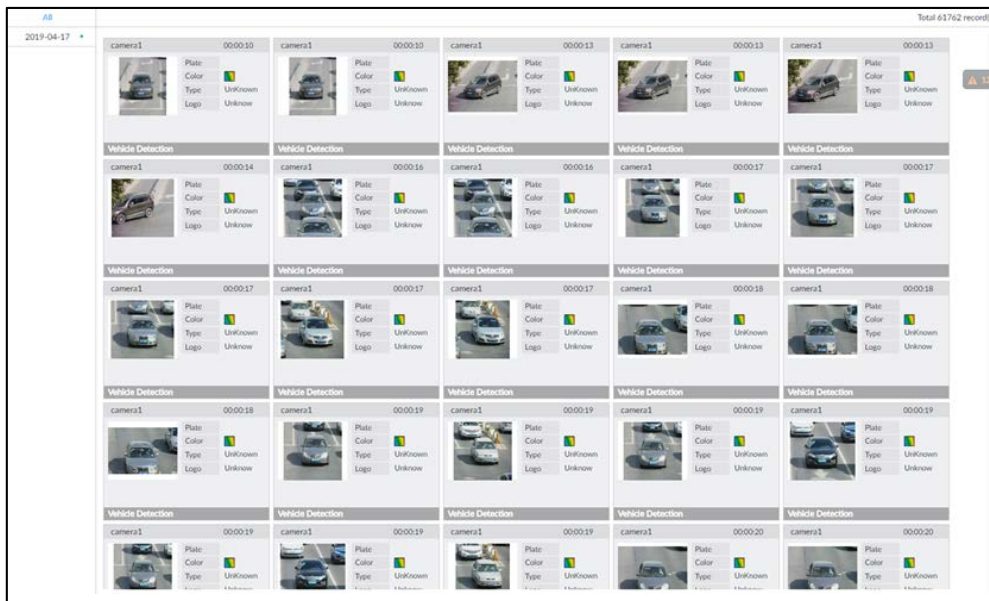 All
Total 61762 record
2019-04-17
camera1 00:00:10
Plate
Color
Type UnKnown
Logo Unknow
Vehicle Detection
camera1 00:00:10
Plate
Color
Type UnKnown
Logo Unknow
Vehicle Detection
camera1 00:00:13
Plate
Color
Type UnKnown
Logo Unknow
Vehicle Detection
camera1 00:00:13
Plate
Color
Type UnKnown
Logo Unknow
Vehicle Detection
camera1 00:00:13
Plate
Color
Type UnKnown
Logo Unknow
Vehicle Detection
camera1 00:00:14
Plate
Color
Type UnKnown
Logo Unknow
Vehicle Detection
camera1 00:00:16
Plate
Color
Type UnKnown
Logo Unknow
Vehicle Detection
camera1 00:00:16
Plate
Color
Type UnKnown
Logo Unknow
Vehicle Detection
camera1 00:00:17
Plate
Color
Type UnKnown
Logo Unknow
Vehicle Detection
camera1 00:00:17
Plate
Color
Type UnKnown
Logo Unknow
Vehicle Detection
camera1 00:00:17
Plate
Color
Type UnKnown
Logo Unknow
Vehicle Detection
camera1 00:00:17
Plate
Color
Type UnKnown
Logo Unknow
Vehicle Detection
camera1 00:00:17
Plate
Color
Type UnKnown
Logo Unknow
Vehicle Detection
camera1 00:00:18
Plate
Color
Type UnKnown
Logo Unknow
Vehicle Detection
camera1 00:00:18
Plate
Color
Type UnKnown
Logo Unknow
Vehicle Detection
camera1 00:00:18
Plate
Color
Type UnKnown
Logo Unknow
Vehicle Detection
camera1 00:00:19
Plate
Color
Type UnKnown
Logo Unknow
Vehicle Detection
camera1 00:00:19
Plate
Color
Type UnKnown
Logo Unknow
Vehicle Detection
camera1 00:00:19
Plate
Color
Type UnKnown
Logo Unknow
Vehicle Detection
camera1 00:00:19
Plate
Color
Type UnKnown
Logo Unknow
Vehicle Detection
camera1 00:00:19
Plate
Color
Type UnKnown
camera1 00:00:19
Plate
Color
Type UnKnown
camera1 00:00:19
Plate
Color
Type UnKnown
camera1 00:00:20
Plate
Color
Type UnKnown
camera1 00:00:20
Plate
Color
Type UnKnown